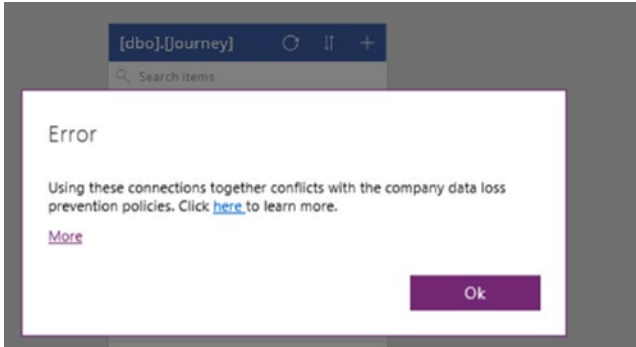 [dbo].[Journey]
Search items
Error
Using these connections together conflicts with the company data loss
prevention policies. Click here to learn more.
More
Ok